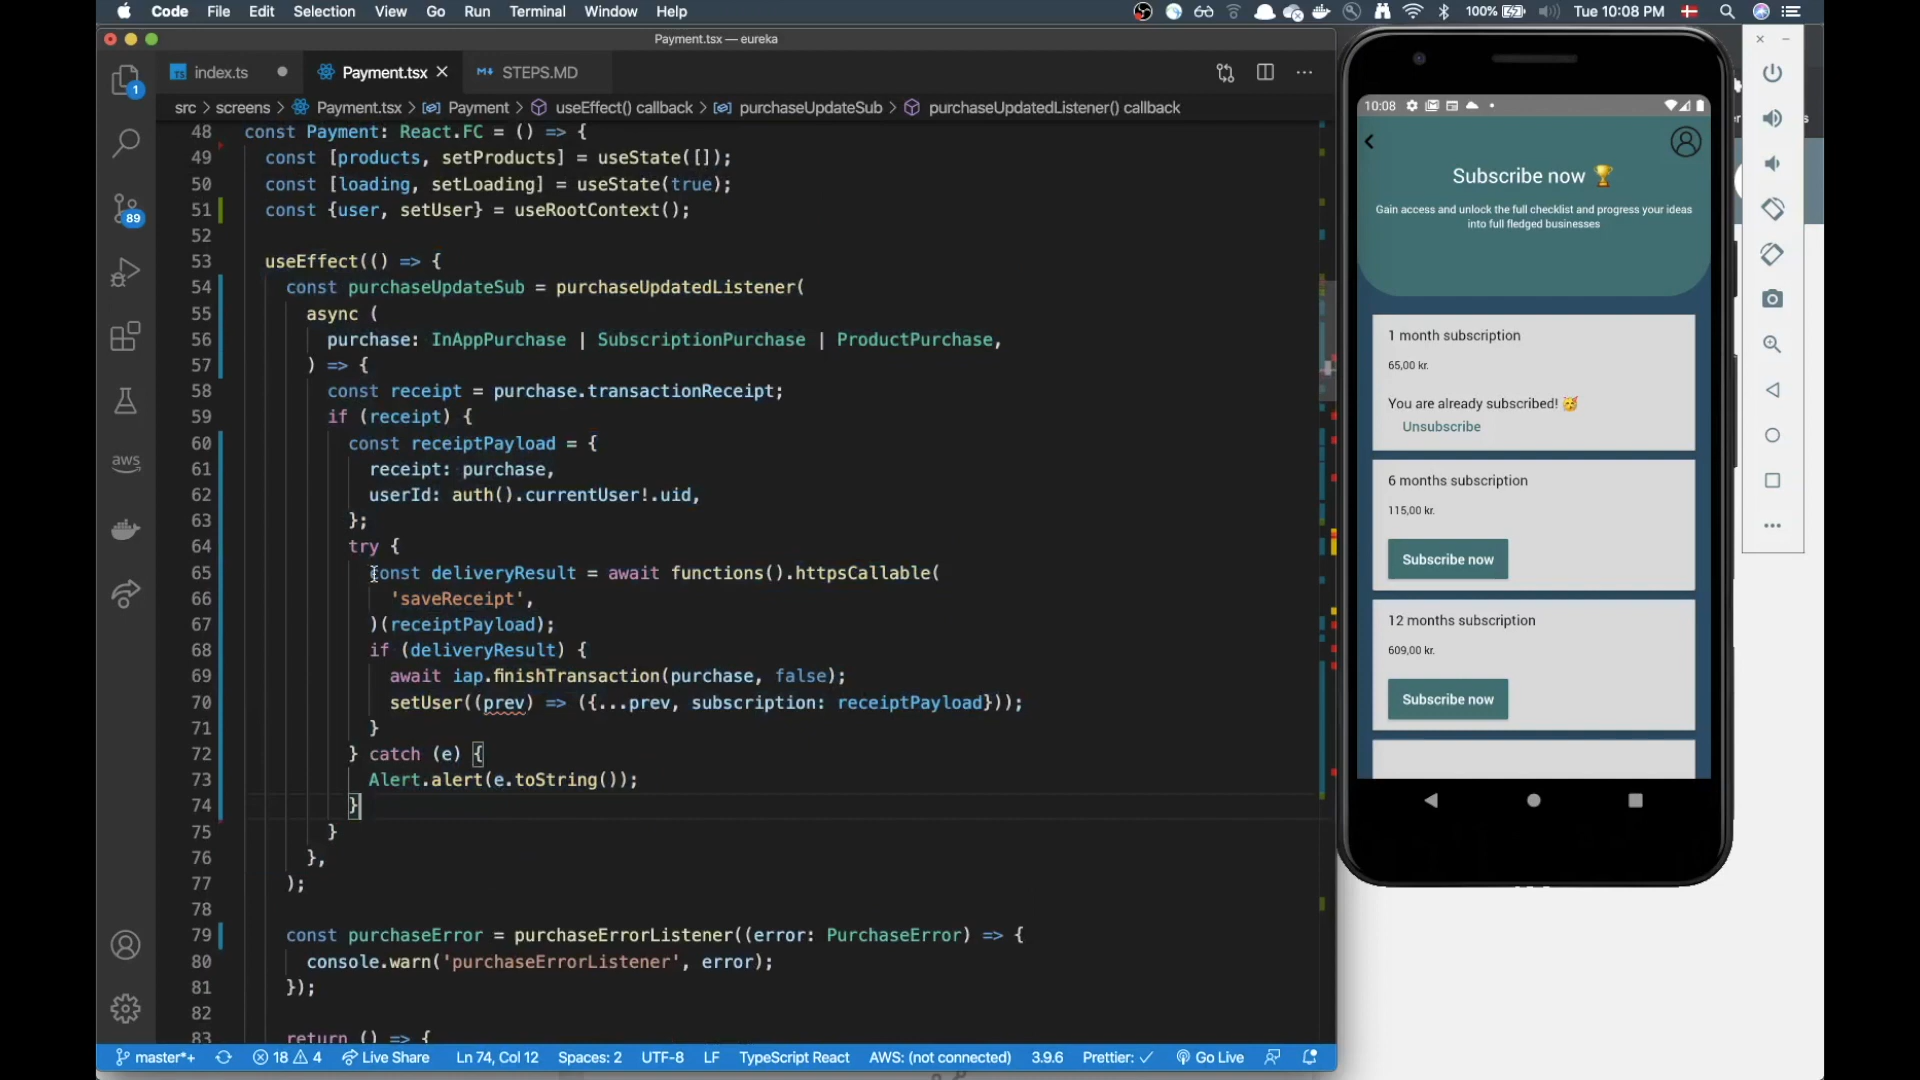 Code File Edit Selection View Go Run Terminal Window Help
100% Tue 10:08 PM
Payment.tsx — eureka
index.ts Payment.tsx STEPS.MD
src > screens > Payment.tsx > Payment > useEffect() callback > purchaseUpdateSub > purchaseUpdatedListener() callback
48 const Payment: React.FC = () => {
49 const [products, setProducts] = useState([]);
50 const [loading, setLoading] = useState(true);
51 const {user, setUser} = useRootContext();
52
53 useEffect(() => {
54 const purchaseUpdateSub = purchaseUpdatedListener(
55 async (
56 purchase: InAppPurchase | SubscriptionPurchase | ProductPurchase,
57 ) => {
58 const receipt = purchase.transactionReceipt;
59 if (receipt) {
60 const receiptPayload = {
61 receipt: purchase,
62 userId: auth().currentUser!.uid,
63 };
64 try {
65 const deliveryResult = await functions().httpsCallable(
66 'saveReceipt',
67 )(receiptPayload);
68 if (deliveryResult) {
69 await iap.finishTransaction(purchase, false);
70 setUser((prev) => ({...prev, subscription: receiptPayload}));
71 }
72 } catch (e) {
73 Alert.alert(e.toString());
74 }
75 }
76 },
77 );
78
79 const purchaseError = purchaseErrorListener((error: PurchaseError) => {
80 console.warn('purchaseErrorListener', error);
81 });
82
83 return () => {
1
89
aws
master*+ 18 4 Live Share Ln 74, Col 12 Spaces: 2 UTF-8 LF TypeScript React AWS: (not connected) 3.9.6 Prettier: ✓ Go Live
10:08
Subscribe now 🏆
Gain access and unlock the full checklist and progress your ideas
into full fledged businesses
1 month subscription
65,00 kr.
You are already subscribed! 🥳
Unsubscribe
6 months subscription
115,00 kr.
Subscribe now
12 months subscription
609,00 kr.
Subscribe now